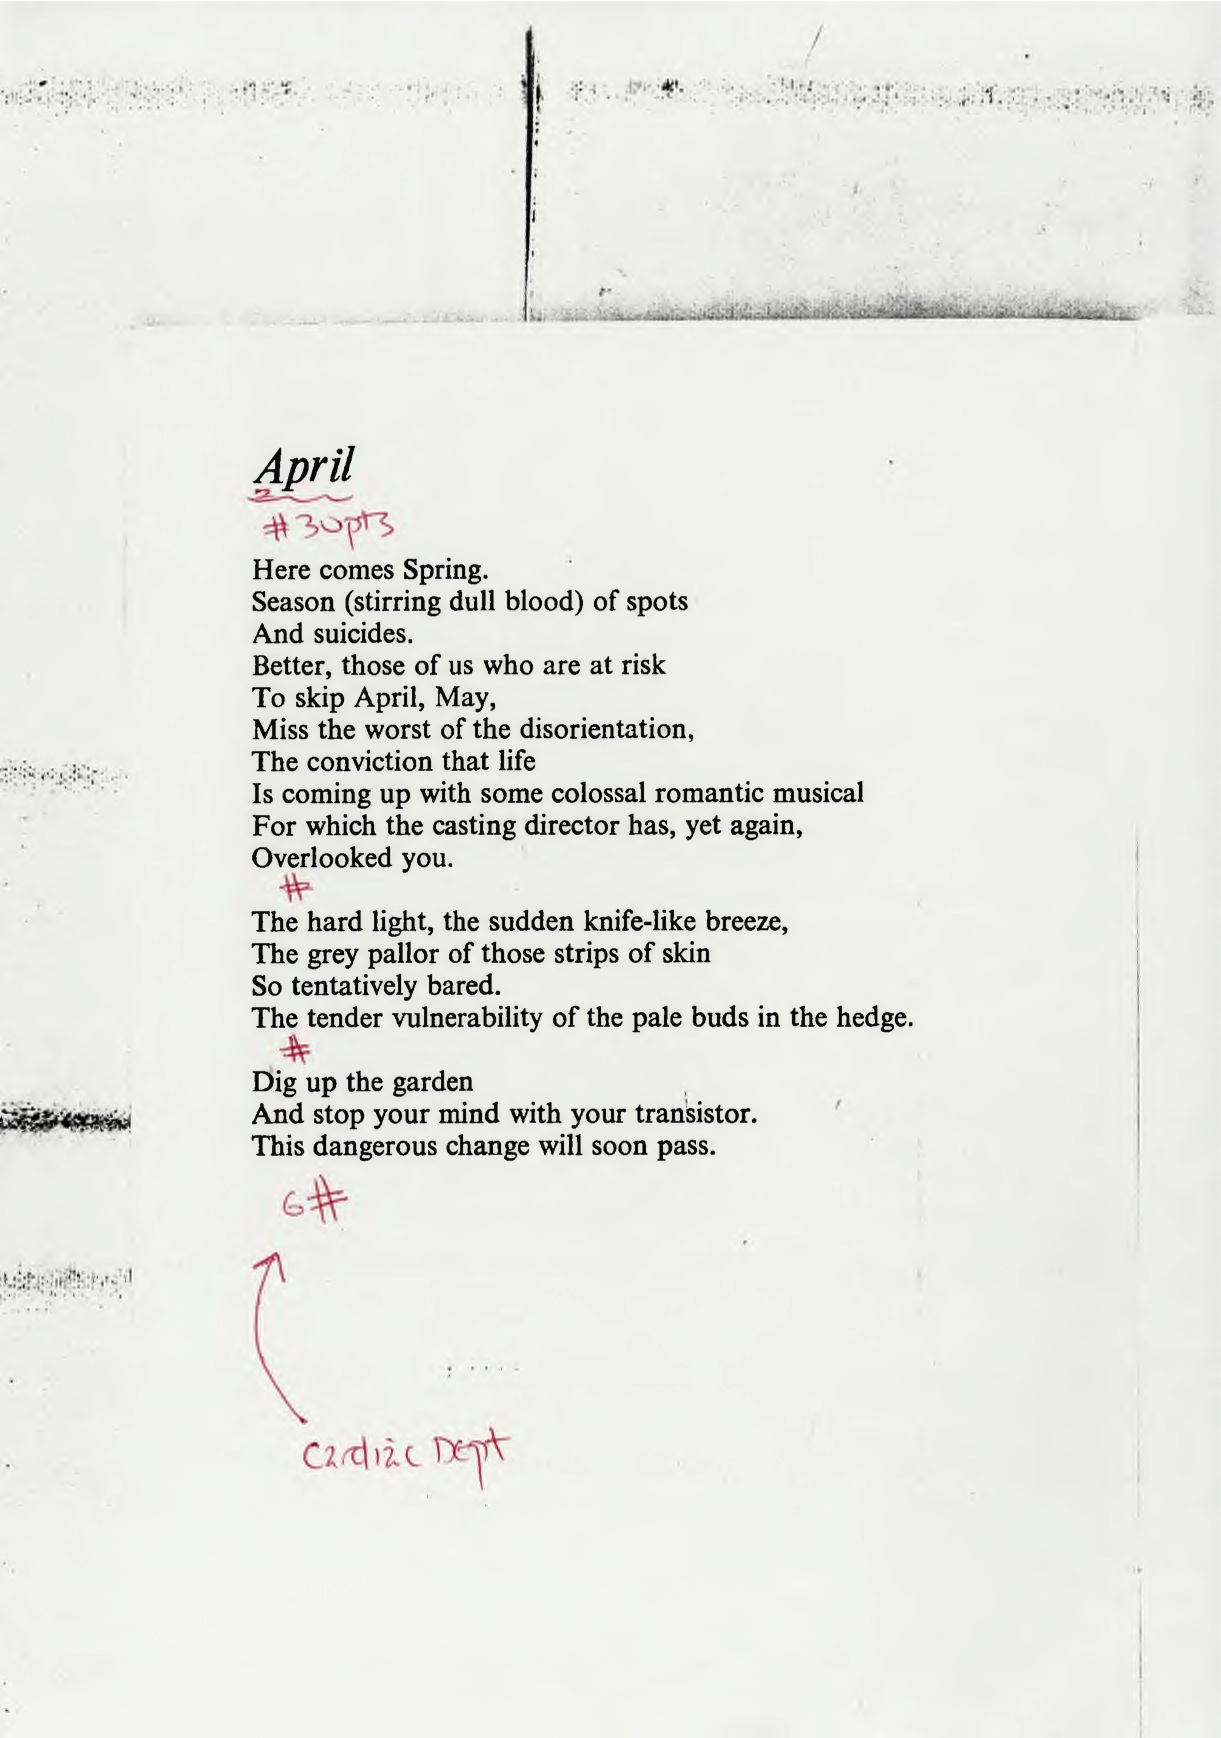 April
#30pts
Here comes Spring.
Season (stirring dull blood) of spots
And suicides.
Better, those of us who are at risk
To skip April, May,
Miss the worst of the disorientation,
The conviction that life
Is coming up with some colossal romantic musical
For which the casting director has, yet again,
Overlooked you.
#
The hard light, the sudden knife-like breeze,
The grey pallor of those strips of skin
So tentatively bared.
The tender vulnerability of the pale buds in the hedge.
#
Dig up the garden
And stop your mind with your transistor.
This dangerous change will soon pass.
6#
Cardiac Dept